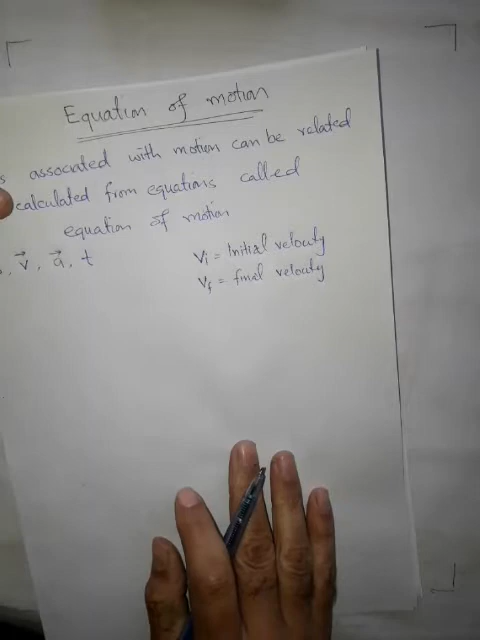 Equation of motion
s associated with motion can be related
calculated from equations called
equation of motion
, v⃗, a⃗, t
Vi = Initial velocity
Vf = final velocity